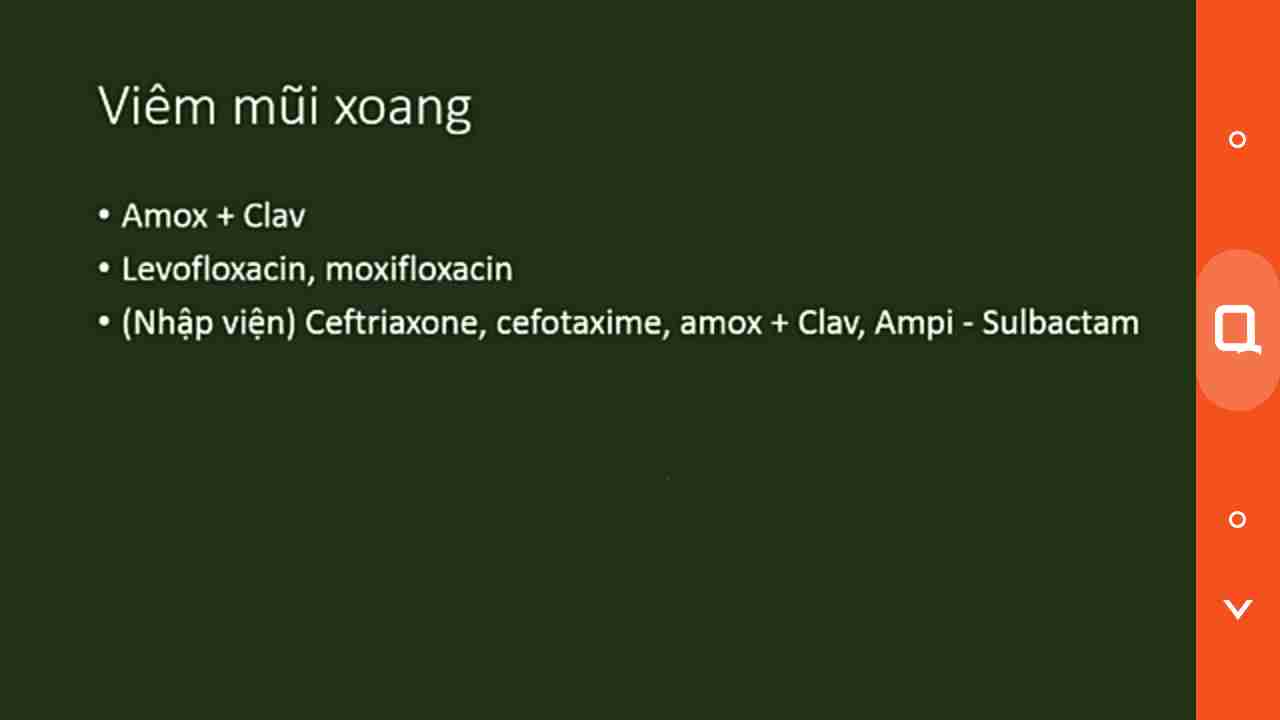 Viêm mũi xoang
• Amox + Clav
• Levofloxacin, moxifloxacin
• (Nhập viện) Ceftriaxone, cefotaxime, amox + Clav, Ampi - Sulbactam